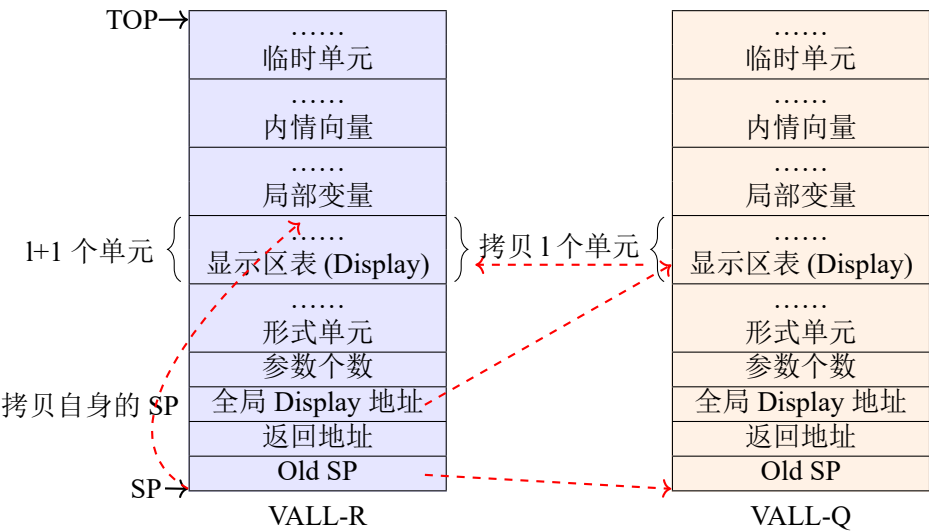 TOP
……
临时单元
……
内情向量
……
局部变量
l+1 个单元
……
显示区表 (Display)
……
形式单元
参数个数
拷贝自身的 SP
全局 Display 地址
返回地址
SP
Old SP
VALL-R
拷贝 l 个单元
……
临时单元
……
内情向量
……
局部变量
……
显示区表 (Display)
……
形式单元
参数个数
全局 Display 地址
返回地址
Old SP
VALL-Q